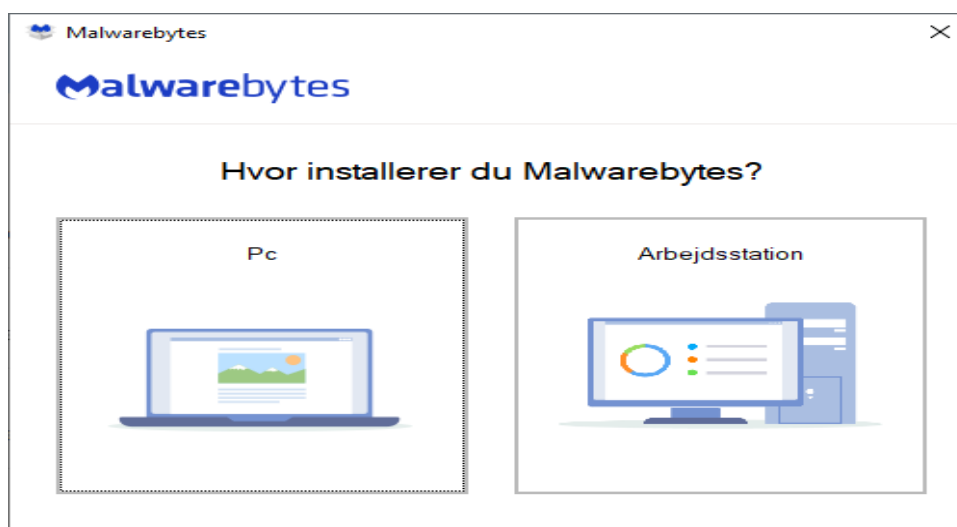 Malwarebytes
Malwarebytes
Hvor installerer du Malwarebytes?
Pc
Arbejdsstation